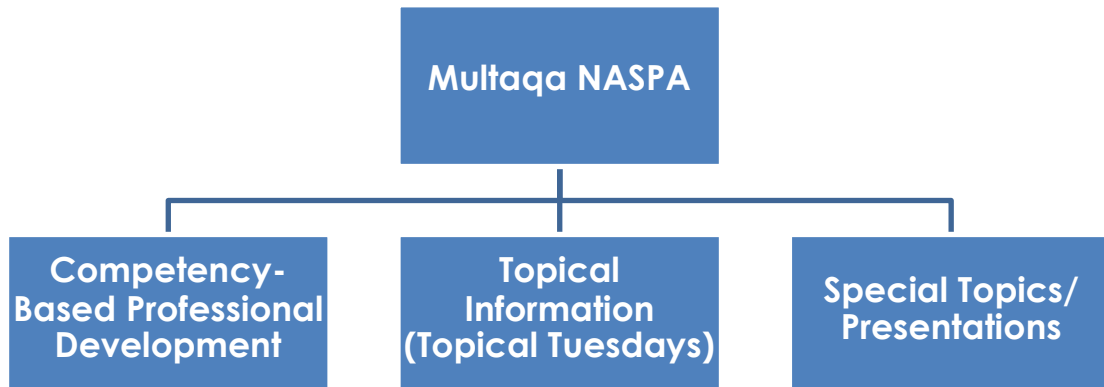 Multaqa NASPA
Competency-
Based Professional
Development
Topical
Information
(Topical Tuesdays)
Special Topics/
Presentations